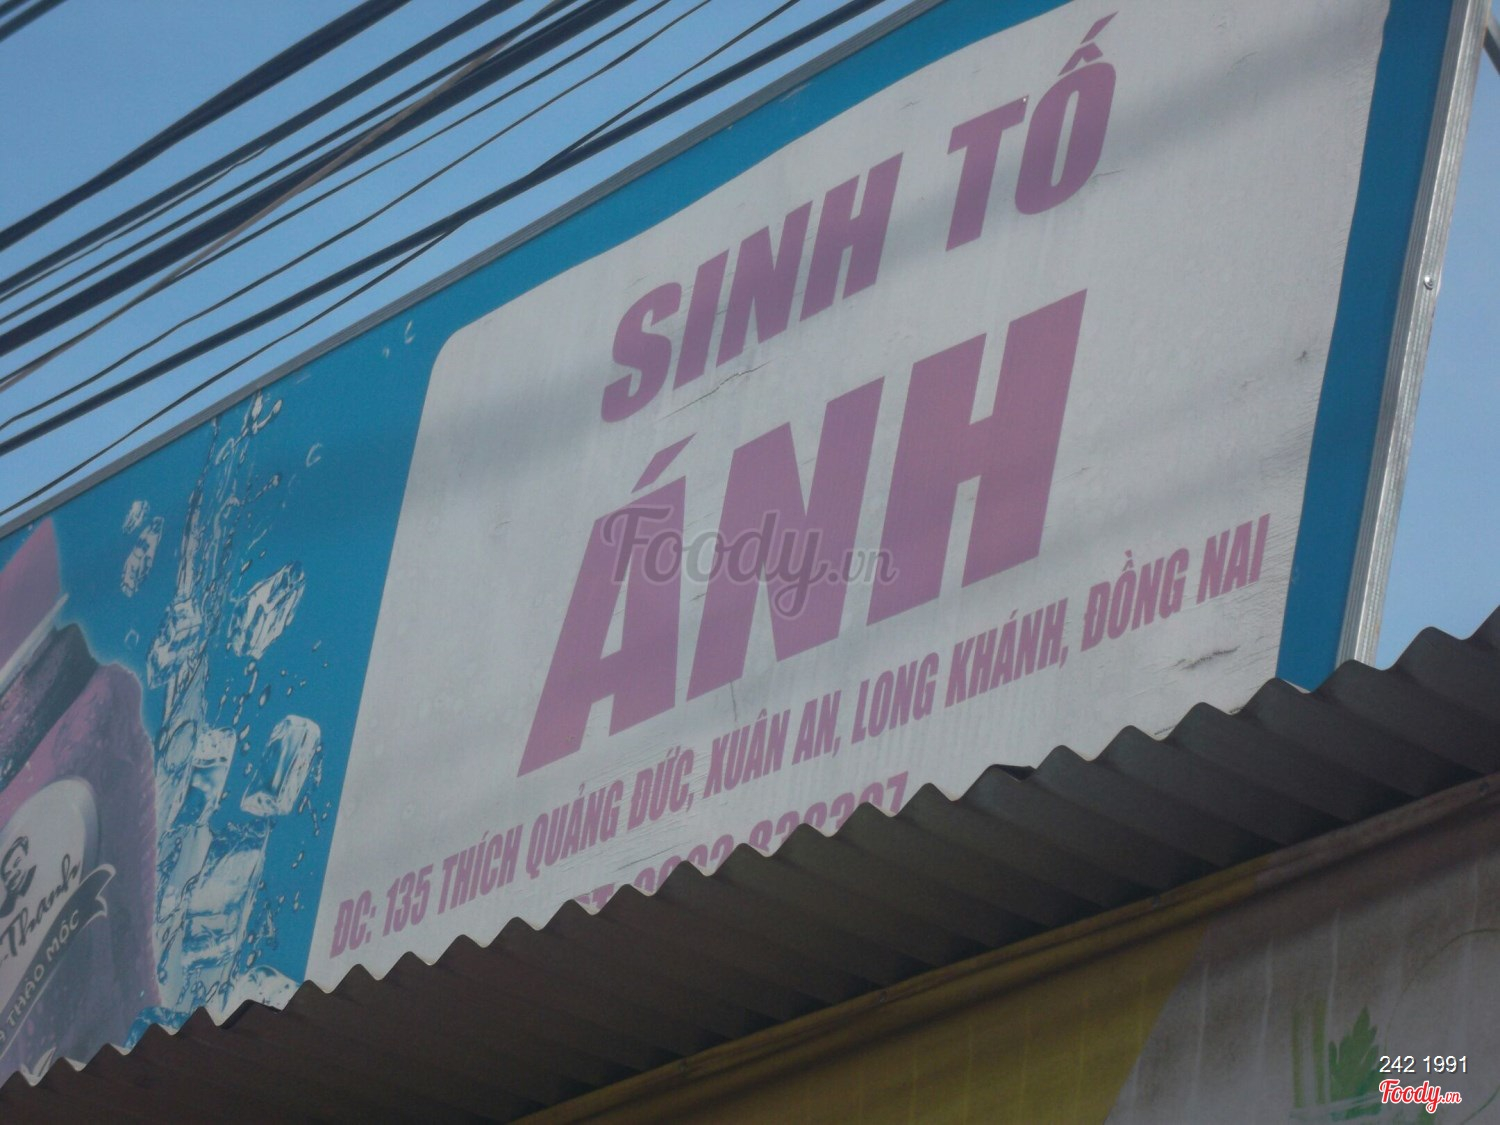 SINH TỐ
ÁNH
ĐC: 135 THÍCH QUẢNG ĐỨC, XUÂN AN, LONG KHÁNH, ĐỒNG NAI
Thanh
THẢO MỘC
Foody.vn
242 1991
Foody.vn